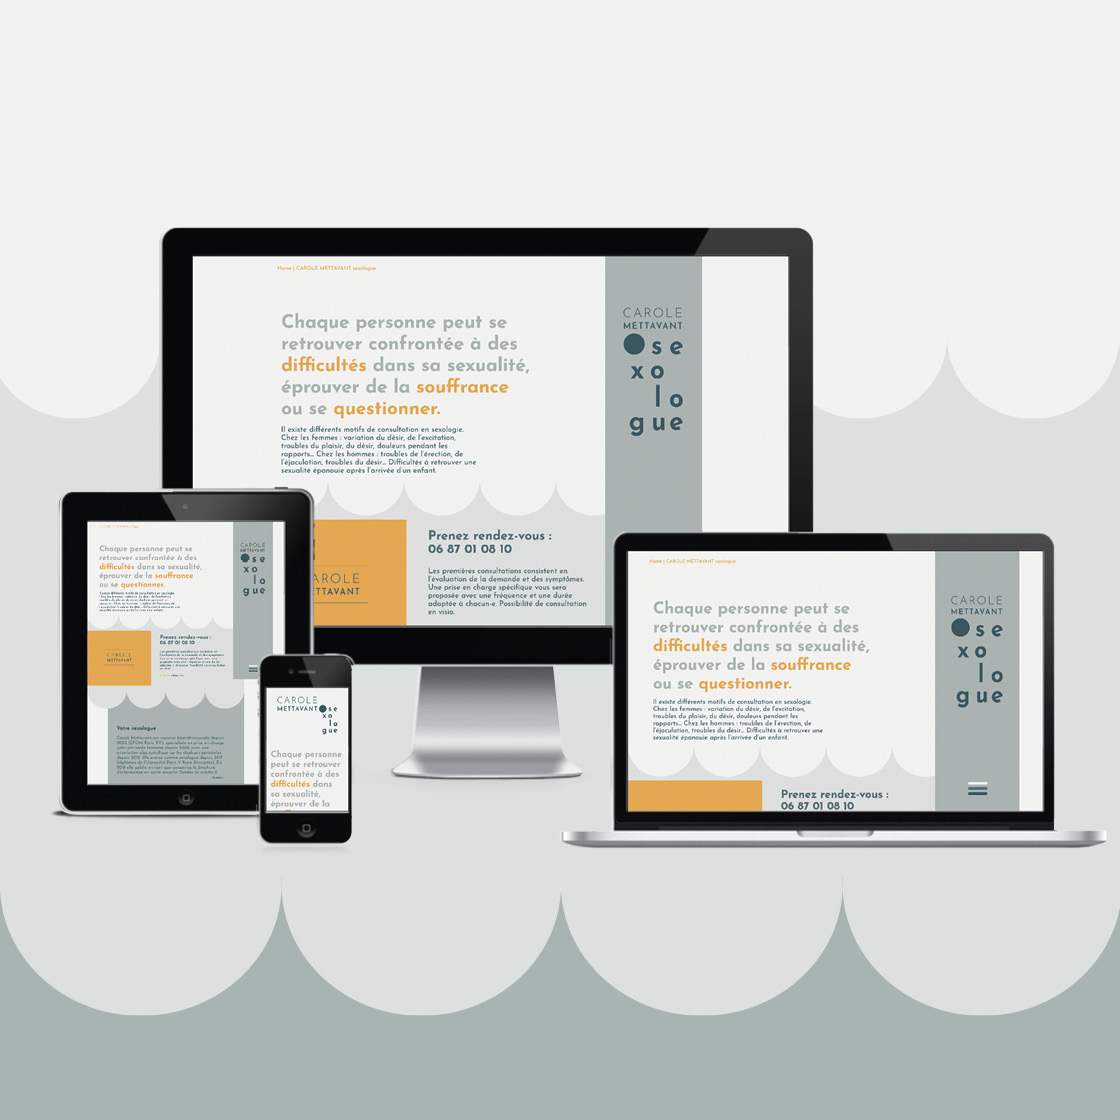 Home | CAROLE METTAVANT sexologue
Chaque personne peut se
retrouver confrontée à des
difficultés dans sa sexualité,
éprouver de la souffrance
ou se questionner.
Il existe différents motifs de consultation en sexologie.
Chez les femmes : variation du désir, de l'excitation,
troubles du plaisir, du désir, douleurs pendant les
rapports... Chez les hommes : troubles de l'érection, de
l'éjaculation, troubles du désir... Difficultés à retrouver une
sexualité épanouie après l'arrivée d'un enfant.
CAROLE
METTAVANT
se
xo
lo
gue
AROLE
TTAVANT
Prenez rendez-vous :
06 87 01 08 10
Les premières consultations consistent en
l'évaluation de la demande et des symptômes.
Une prise en charge spécifique vous sera
proposée avec une fréquence et une durée
adaptée à chacun·e. Possibilité de consultation
en visio.
Chaque personne peut se
retrouver confrontée à des
difficultés dans sa sexualité,
éprouver de la souffrance
ou se questionner.
CAROLE
METTAVANT
se
xo
lo
gue
CAROLE
METTAVANT
Prenez rendez-vous :
06 87 01 08 10
Votre sexologue
CAROLE
METTAVANT
se
xo
lo
gue
Chaque personne
peut se retrouver
confrontée à des
difficultés dans
sa sexualité,
éprouver de la
Home | CAROLE METTAVANT sexologue
Chaque personne peut se
retrouver confrontée à des
difficultés dans sa sexualité,
éprouver de la souffrance
ou se questionner.
Il existe différents motifs de consultation en sexologie.
Chez les femmes : variation du désir, de l'excitation,
troubles du plaisir, du désir, douleurs pendant les
rapports... Chez les hommes : troubles de l'érection, de
l'éjaculation, troubles du désir... Difficultés à retrouver une
sexualité épanouie après l'arrivée d'un enfant.
CAROLE
METTAVANT
se
xo
lo
gue
Prenez rendez-vous :
06 87 01 08 10